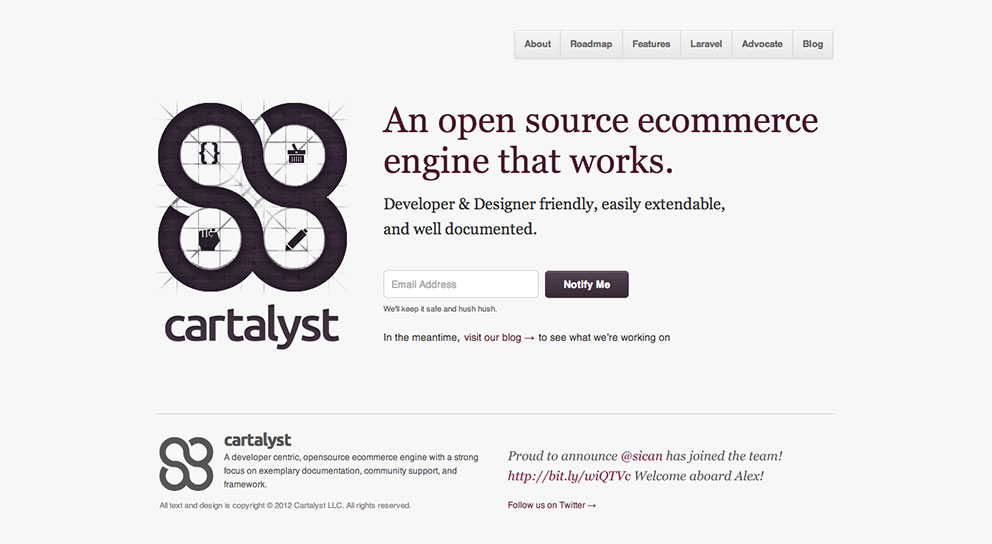 About Roadmap Features Laravel Advocate Blog
An open source ecommerce
engine that works.
Developer & Designer friendly, easily extendable,
and well documented.
Email Address
Notify Me
We'll keep it safe and hush hush.
In the meantime, visit our blog → to see what we're working on
cartalyst
cartalyst
A developer centric, opensource ecommerce engine with a strong
focus on exemplary documentation, community support, and
framework.
All text and design is copyright © 2012 Cartalyst LLC. All rights reserved.
Proud to announce @sican has joined the team!
http://bit.ly/wiQTVc Welcome aboard Alex!
Follow us on Twitter →